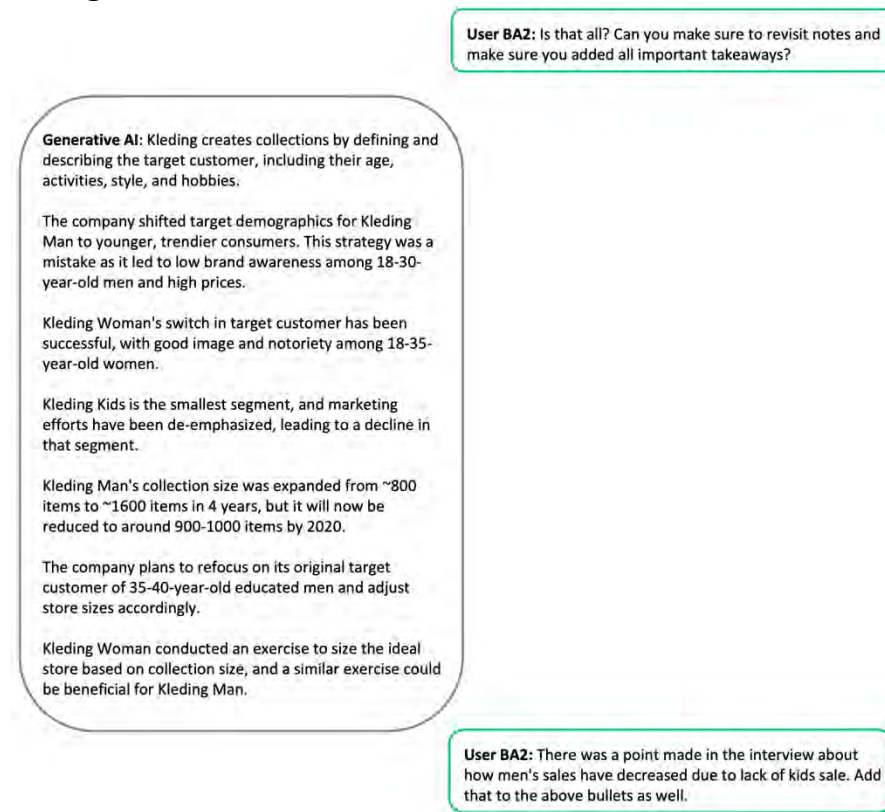 User BA2: Is that all? Can you make sure to revisit notes and
make sure you added all important takeaways?
Generative AI: Kleding creates collections by defining and
describing the target customer, including their age,
activities, style, and hobbies.
The company shifted target demographics for Kleding
Man to younger, trendier consumers. This strategy was a
mistake as it led to low brand awareness among 18-30-
year-old men and high prices.
Kleding Woman's switch in target customer has been
successful, with good image and notoriety among 18-35-
year-old women.
Kleding Kids is the smallest segment, and marketing
efforts have been de-emphasized, leading to a decline in
that segment.
Kleding Man's collection size was expanded from ~800
items to ~1600 items in 4 years, but it will now be
reduced to around 900-1000 items by 2020.
The company plans to refocus on its original target
customer of 35-40-year-old educated men and adjust
store sizes accordingly.
Kleding Woman conducted an exercise to size the ideal
store based on collection size, and a similar exercise could
be beneficial for Kleding Man.
User BA2: There was a point made in the interview about
how men's sales have decreased due to lack of kids sale. Add
that to the above bullets as well.